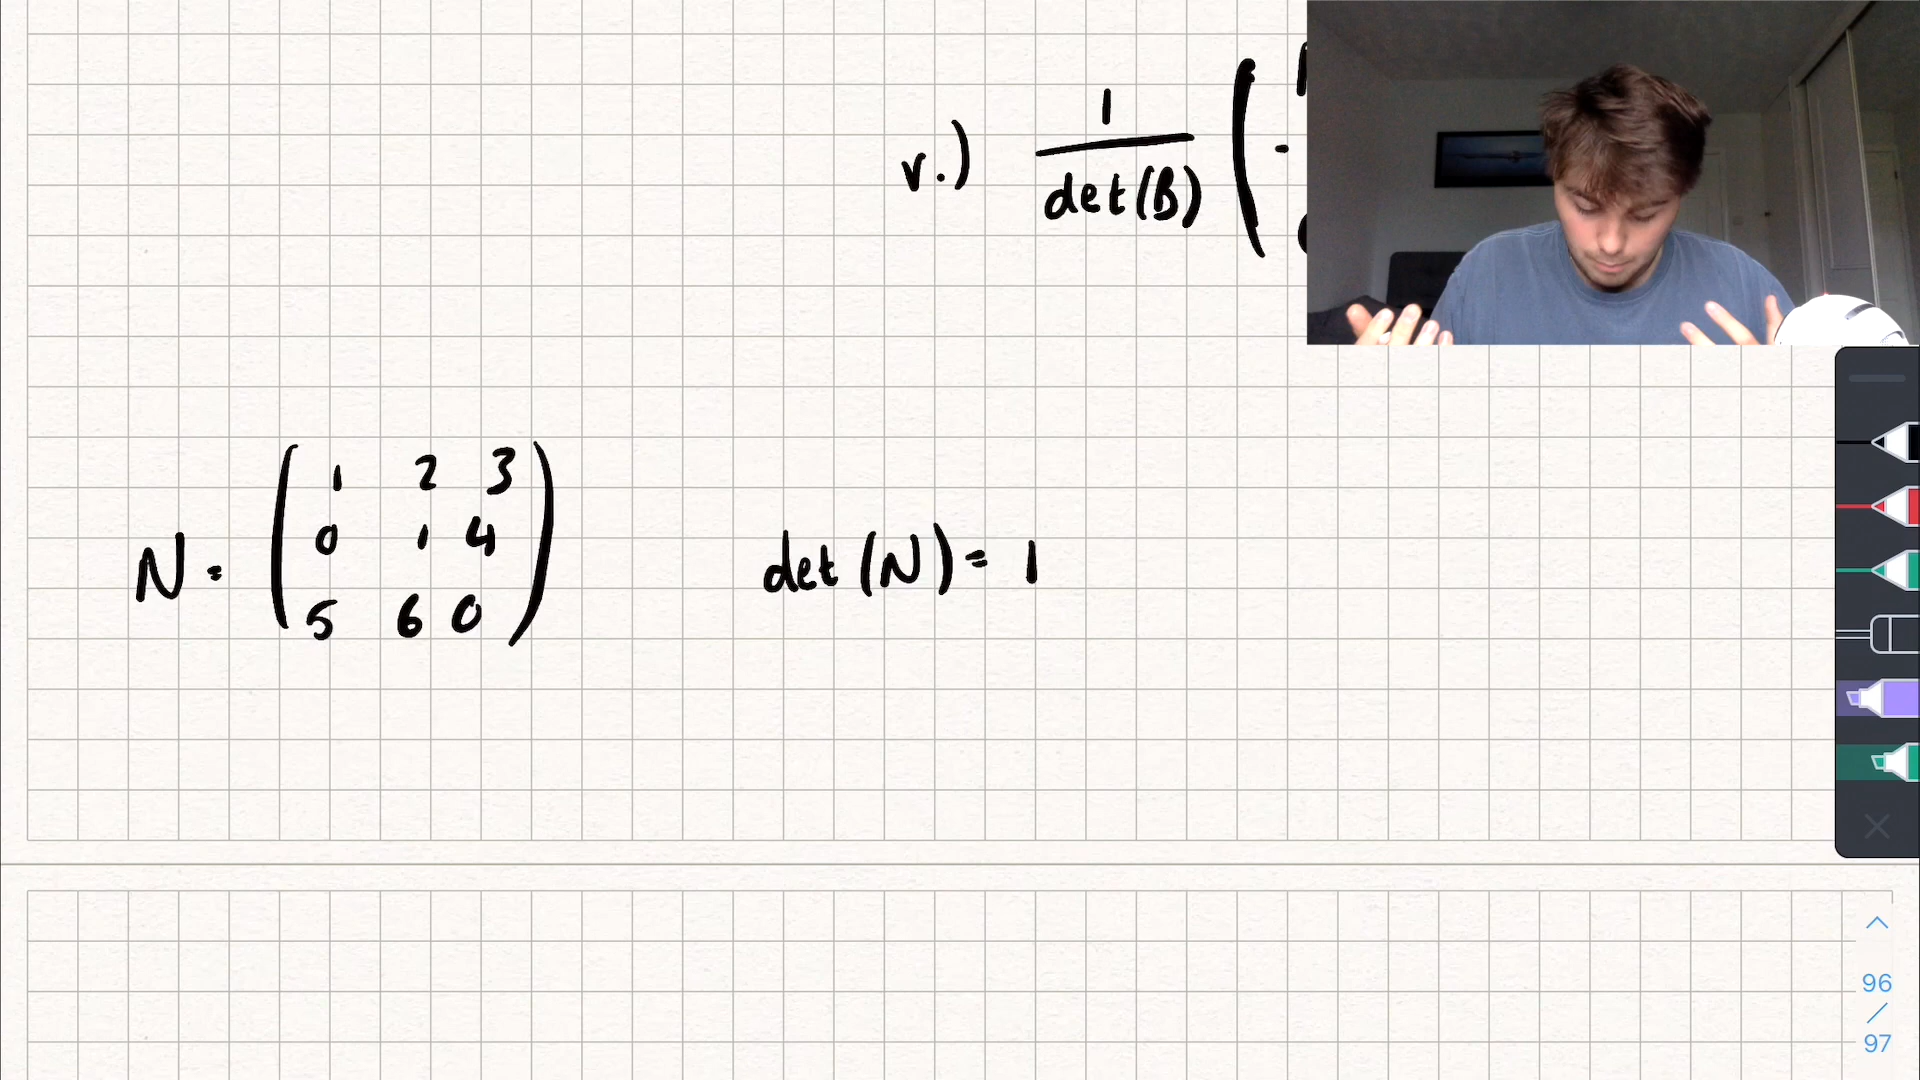 v.) 1
det(B)
N = ( 1 2 3
0 1 4
5 6 0 )
det (N) = 1
96
/
97